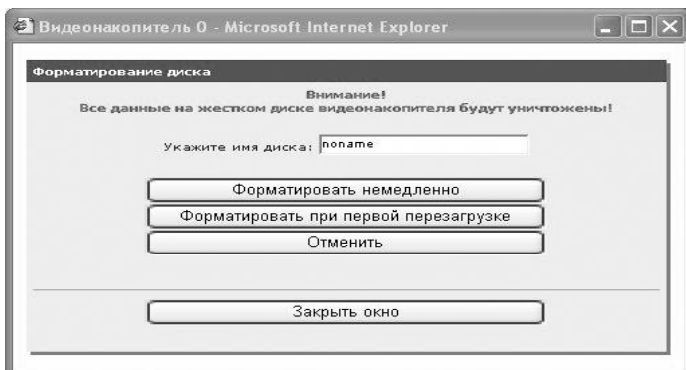 Видеонакопитель 0 - Microsoft Internet Explorer
Форматирование диска
Внимание!
Все данные на жестком диске видеонакопителя будут уничтожены!
Укажите имя диска: noname
Форматировать немедленно
Форматировать при первой перезагрузке
Отменить
Закрыть окно